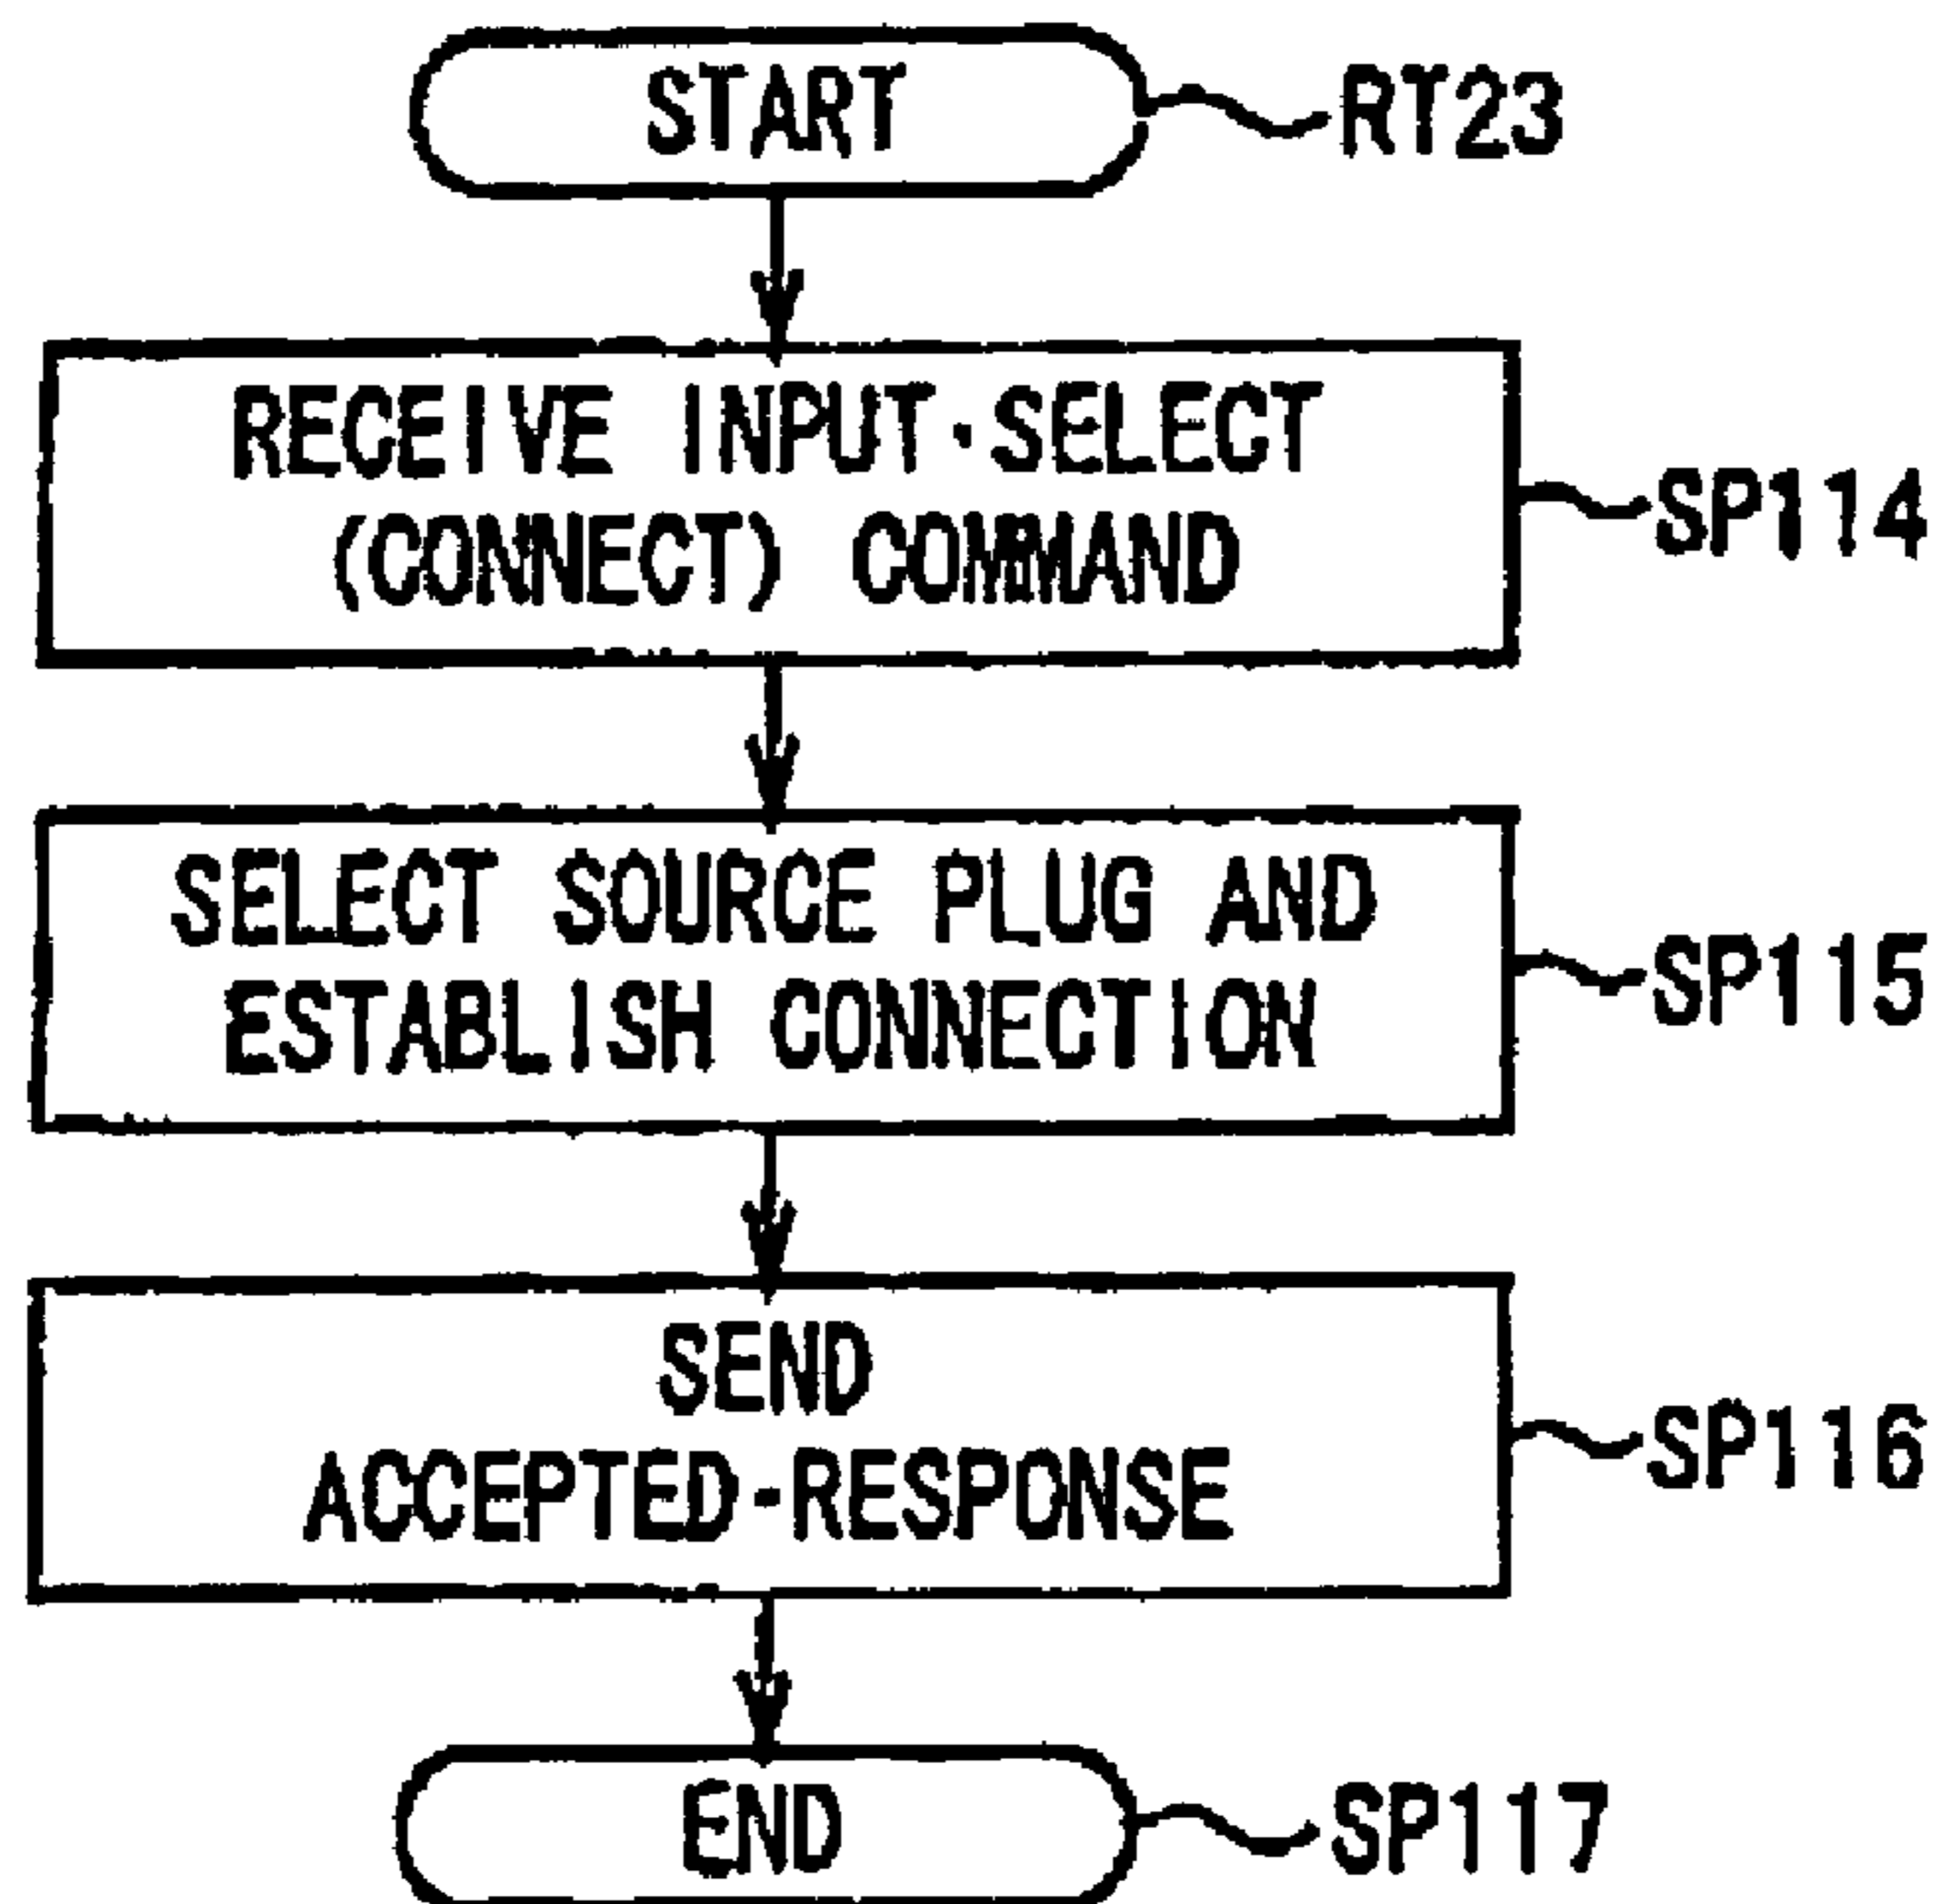 START
RT23
RECEIVE INPUT·SELECT
(CONNECT) COMMAND
SP114
SELECT SOURCE PLUG AND
ESTABLISH CONNECTION
SP115
SEND
ACCEPTED-RESPONSE
SP116
END
SP117